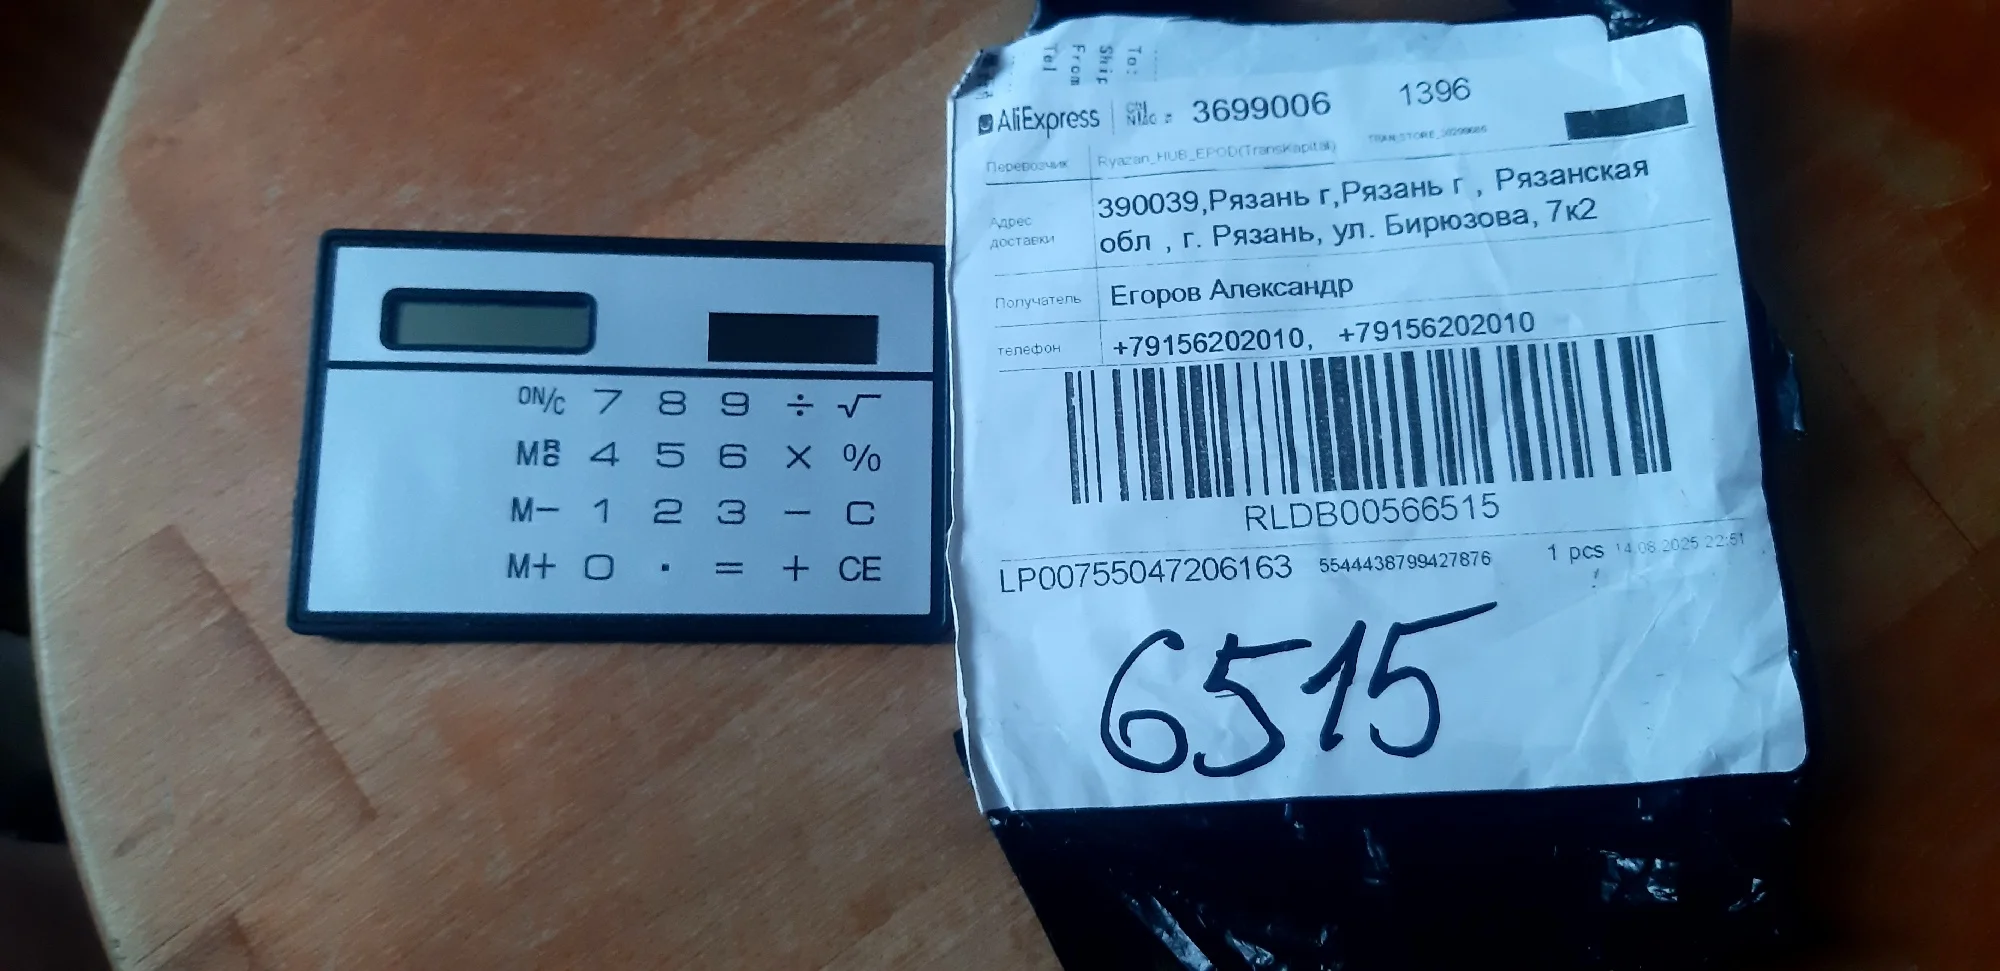 ON/C 7 8 9 ÷ √
MRC 4 5 6 × %
M− 1 2 3 − C
M+ 0 . = + CE
To:
Ship
From
Tel
AliExpress 3699006 1396
Перевозчик Ryazan_HUB_EPOD(TransKapital)
Адрес доставки
390039,Рязань г,Рязань г , Рязанская
обл , г. Рязань, ул. Бирюзова, 7к2
Получатель Егоров Александр
телефон +79156202010, +79156202010
RLDB00566515
LP00755047206163 5544438799427876 1 pcs 14.08.2025 22:51
6515